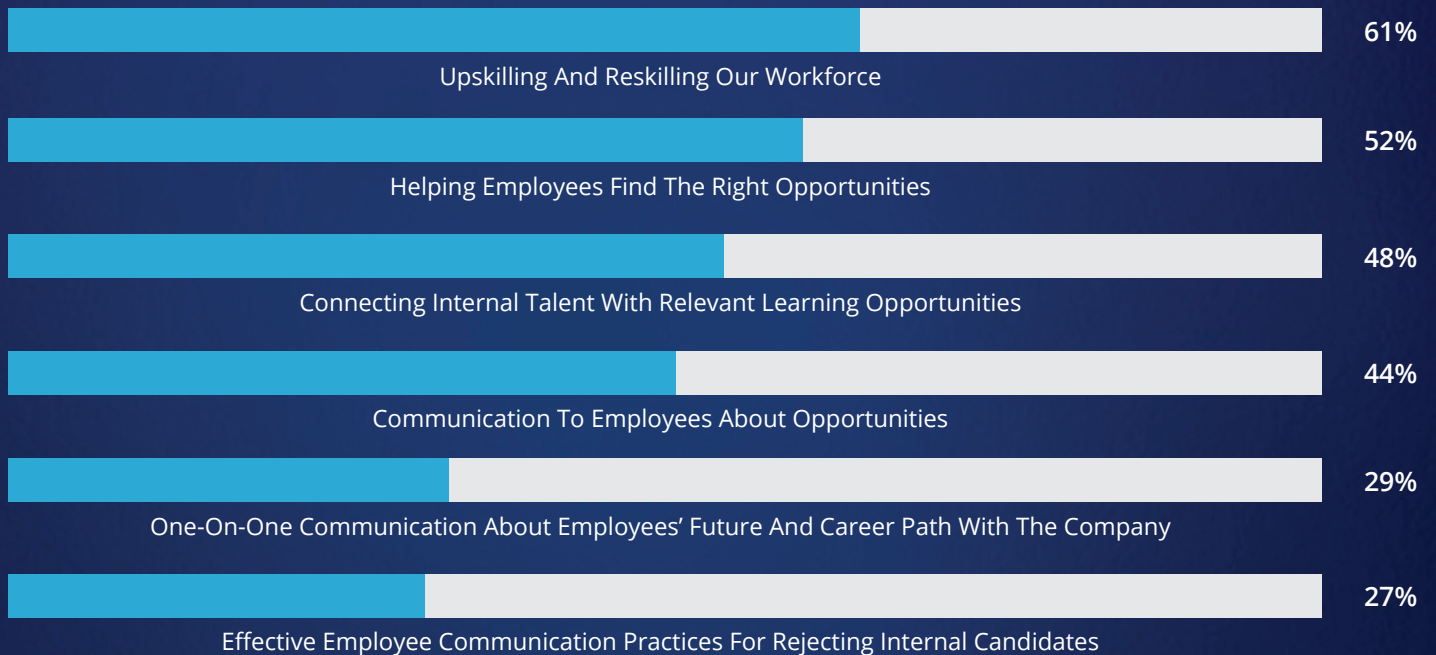 61%
Upskilling And Reskilling Our Workforce
52%
Helping Employees Find The Right Opportunities
48%
Connecting Internal Talent With Relevant Learning Opportunities
44%
Communication To Employees About Opportunities
29%
One-On-One Communication About Employees’ Future And Career Path With The Company
27%
Effective Employee Communication Practices For Rejecting Internal Candidates